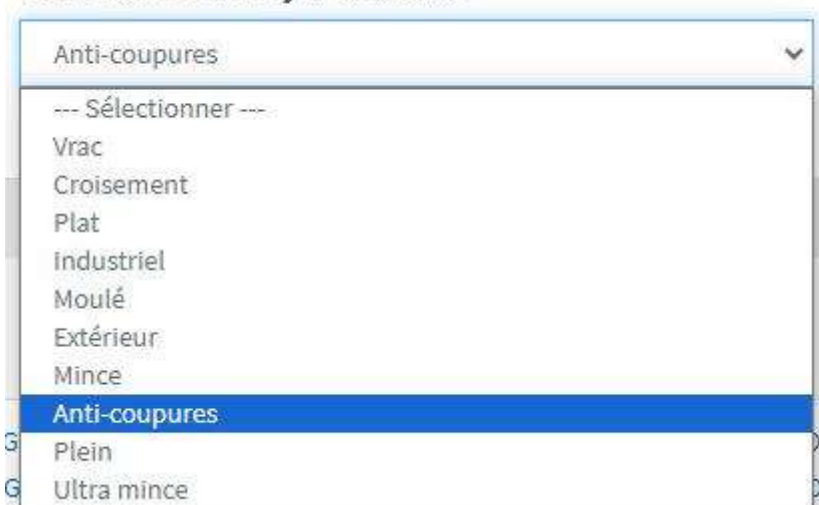 Anti-coupures
--- Sélectionner ---
Vrac
Croisement
Plat
Industriel
Moulé
Extérieur
Mince
Anti-coupures
Plein
Ultra mince